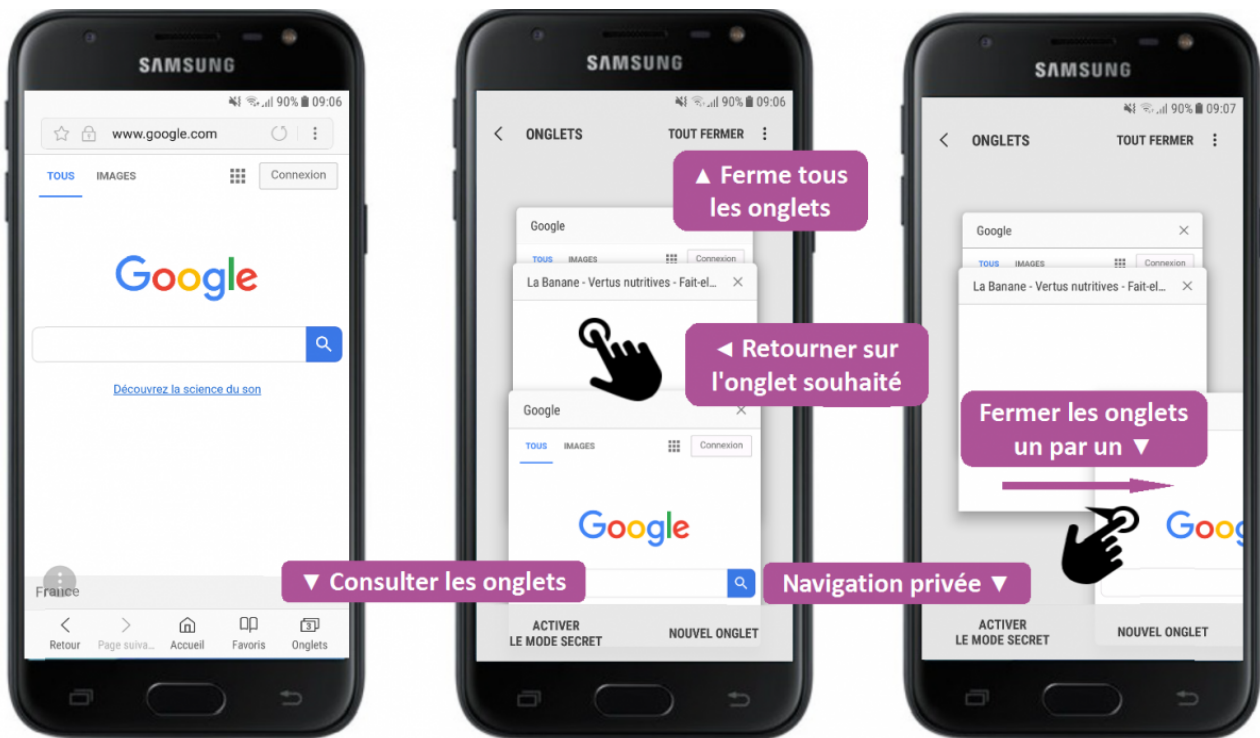 SAMSUNG
90% 09:06
www.google.com
TOUS IMAGES Connexion
Google
Découvrez la science du son
France
Retour Page suiva... Accueil Favoris Onglets
3
▼ Consulter les onglets
SAMSUNG
90% 09:06
ONGLETS TOUT FERMER
▲ Ferme tous
les onglets
Google
TOUS IMAGES Connexion
La Banane - Vertus nutritives - Fait-el...
◄ Retourner sur
l'onglet souhaité
Google
TOUS IMAGES Connexion
Google
Navigation privée ▼
ACTIVER
LE MODE SECRET
NOUVEL ONGLET
SAMSUNG
90% 09:07
ONGLETS TOUT FERMER
Google
TOUS IMAGES Connexion
La Banane - Vertus nutritives - Fait-el...
Fermer les onglets
un par un ▼
Goog
ACTIVER
LE MODE SECRET
NOUVEL ONGLET